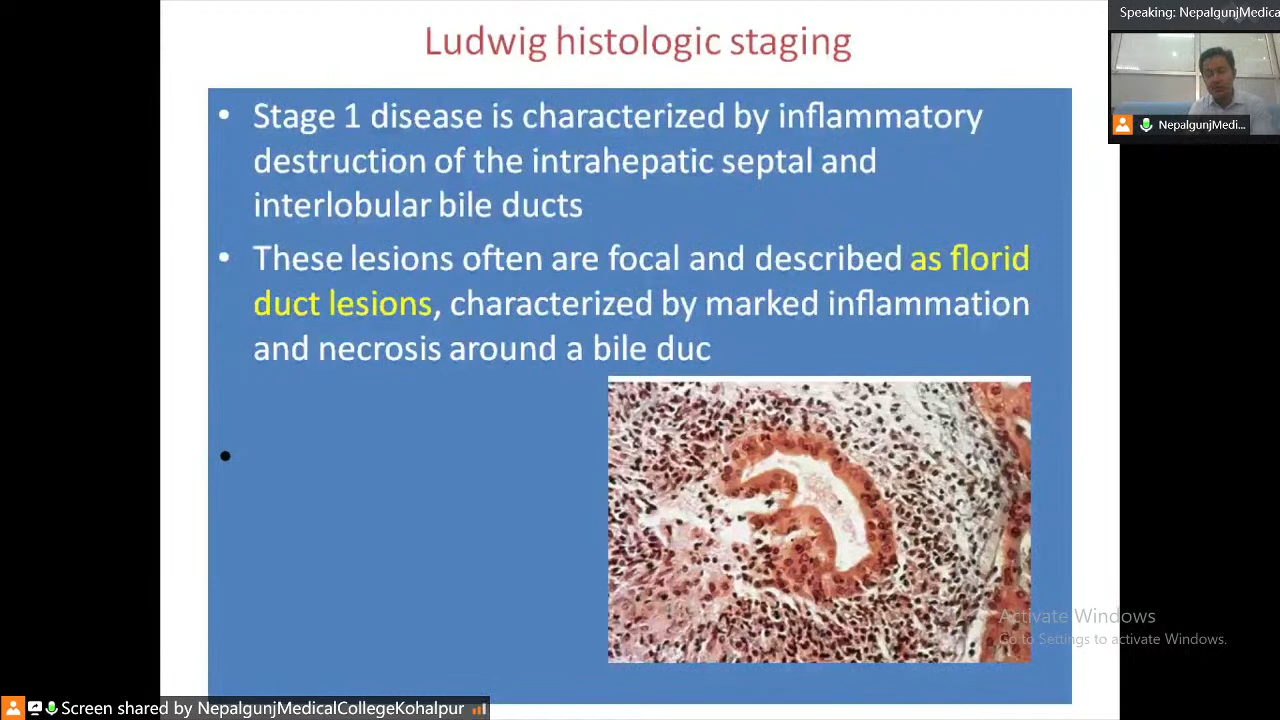 Ludwig histologic staging
Speaking: NepalgunjMedica
NepalgunjMedi...
• Stage 1 disease is characterized by inflammatory
destruction of the intrahepatic septal and
interlobular bile ducts
• These lesions often are focal and described as florid
duct lesions, characterized by marked inflammation
and necrosis around a bile duc
•
Activate Windows
Go to Settings to activate Windows.
Screen shared by NepalgunjMedicalCollegeKohalpur